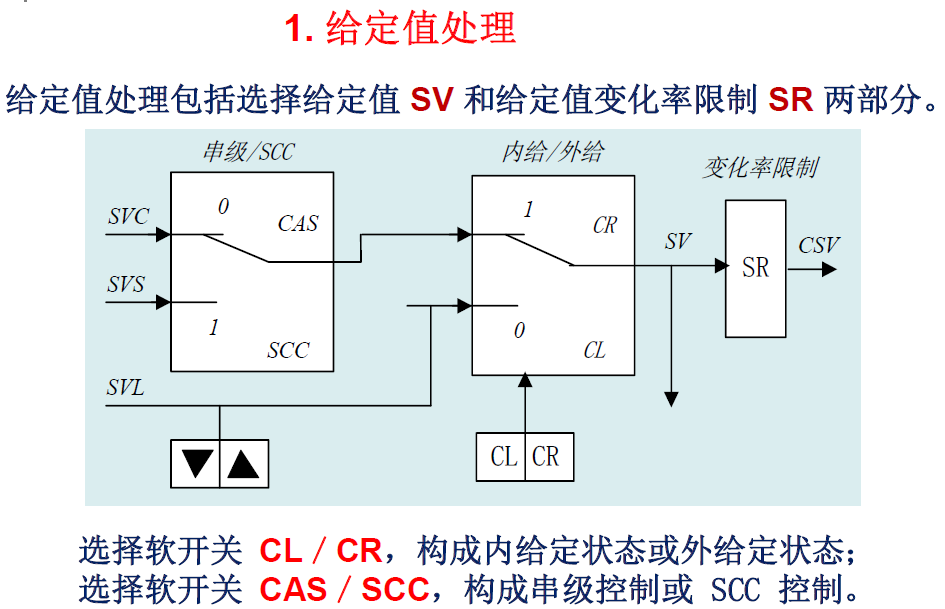 1. 给定值处理
给定值处理包括选择给定值 SV 和给定值变化率限制 SR 两部分。
串级/SCC
内给/外给
变化率限制
SVC
0
CAS
SVS
1
SCC
SVL
1
CR
0
CL
SV
SR
CSV
▼ ▲
CL CR
选择软开关 CL / CR，构成内给定状态或外给定状态；
选择软开关 CAS / SCC，构成串级控制或 SCC 控制。